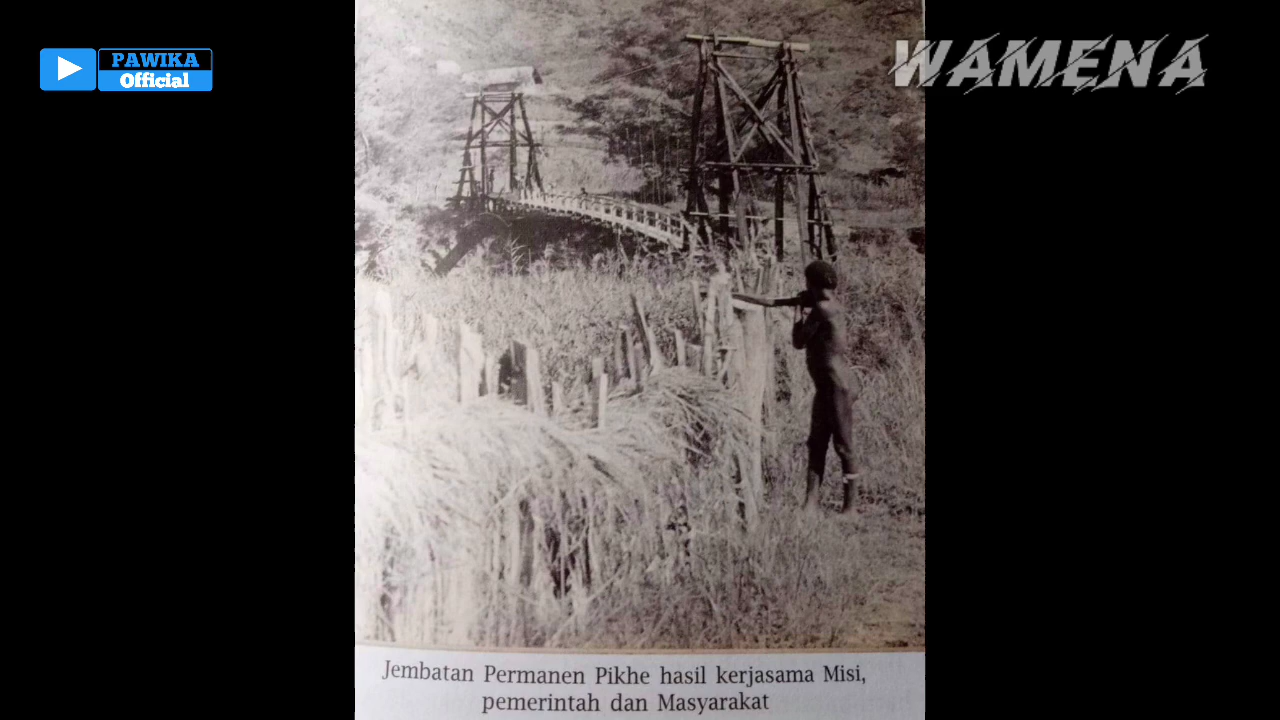 PAWIKA
Official
WAMENA
Jembatan Permanen Pikhe hasil kerjasama Misi,
pemerintah dan Masyarakat